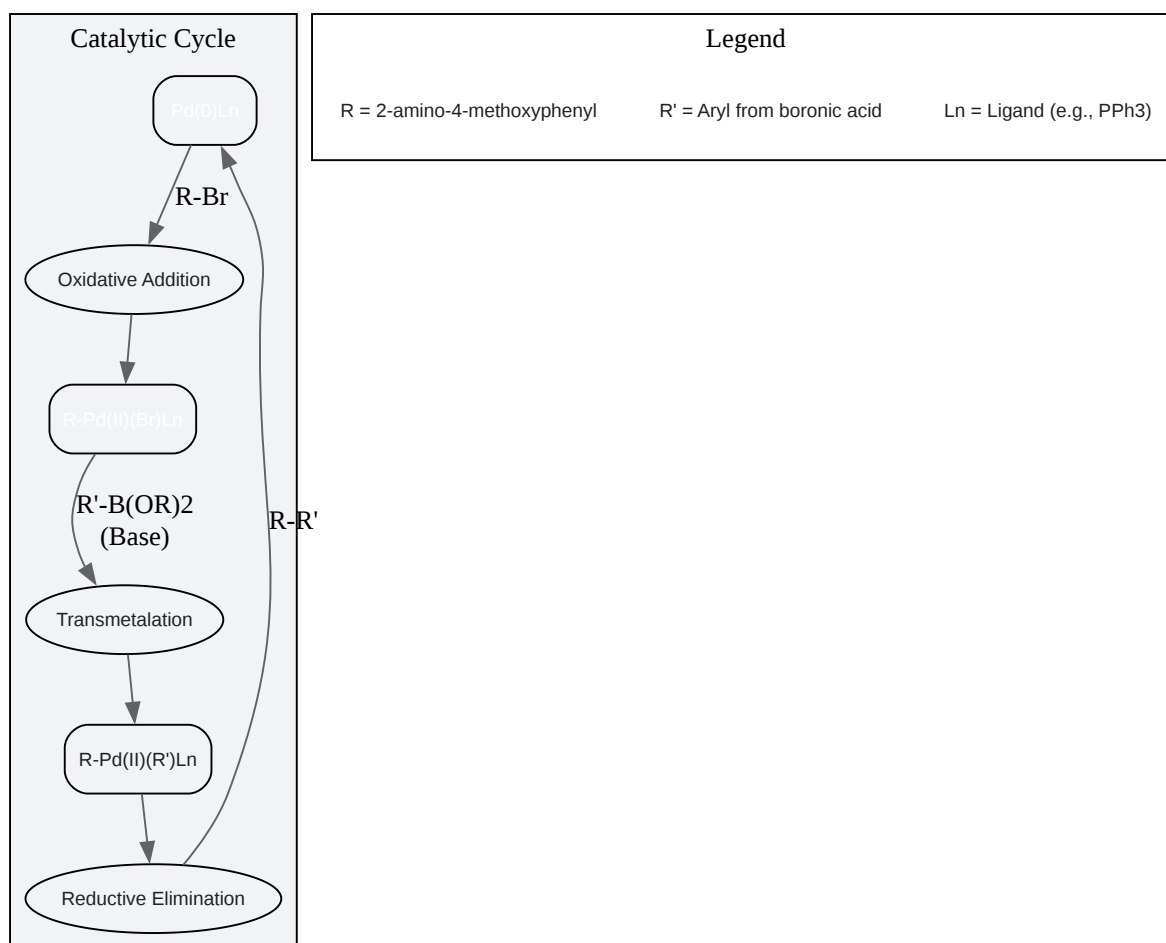 Catalytic Cycle
Pd(0)Ln
R-Br
Oxidative Addition
R-Pd(II)(Br)Ln
R'-B(OR)2
(Base)
R-R'
Transmetalation
R-Pd(II)(R')Ln
Reductive Elimination
Legend
R = 2-amino-4-methoxyphenyl
R' = Aryl from boronic acid
Ln = Ligand (e.g., PPh3)